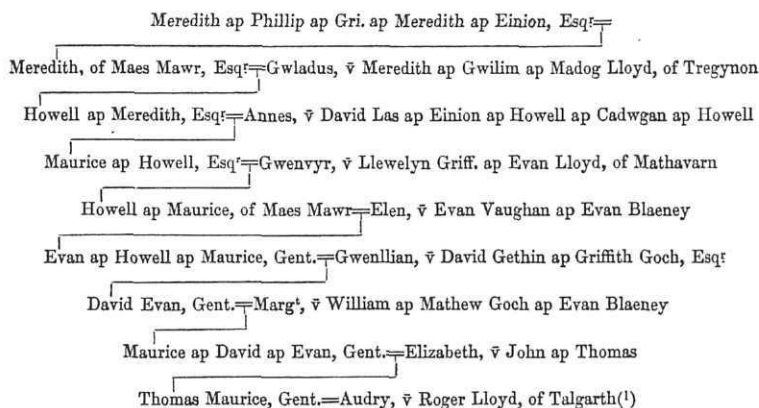 Meredith ap Phillip ap Gri. ap Meredith ap Einion, Esqʳ=
Meredith, of Maes Mawr, Esqʳ=Gwladus, v̄ Meredith ap Gwilim ap Madog Lloyd, of Tregynon
Howell ap Meredith, Esqʳ=Annes, v̄ David Las ap Einion ap Howell ap Cadwgan ap Howell
Maurice ap Howell, Esqʳ=Gwenvyr, v̄ Llewelyn Griff. ap Evan Lloyd, of Mathavarn
Howell ap Maurice, of Maes Mawr=Elen, v̄ Evan Vaughan ap Evan Blaeney
Evan ap Howell ap Maurice, Gent.=Gwenllian, v̄ David Gethin ap Griffith Goch, Esqʳ
David Evan, Gent.=Margᵗ, v̄ William ap Mathew Goch ap Evan Blaeney
Maurice ap David ap Evan, Gent.=Elizabeth, v̄ John ap Thomas
Thomas Maurice, Gent.=Audry, v̄ Roger Lloyd, of Talgarth(¹)